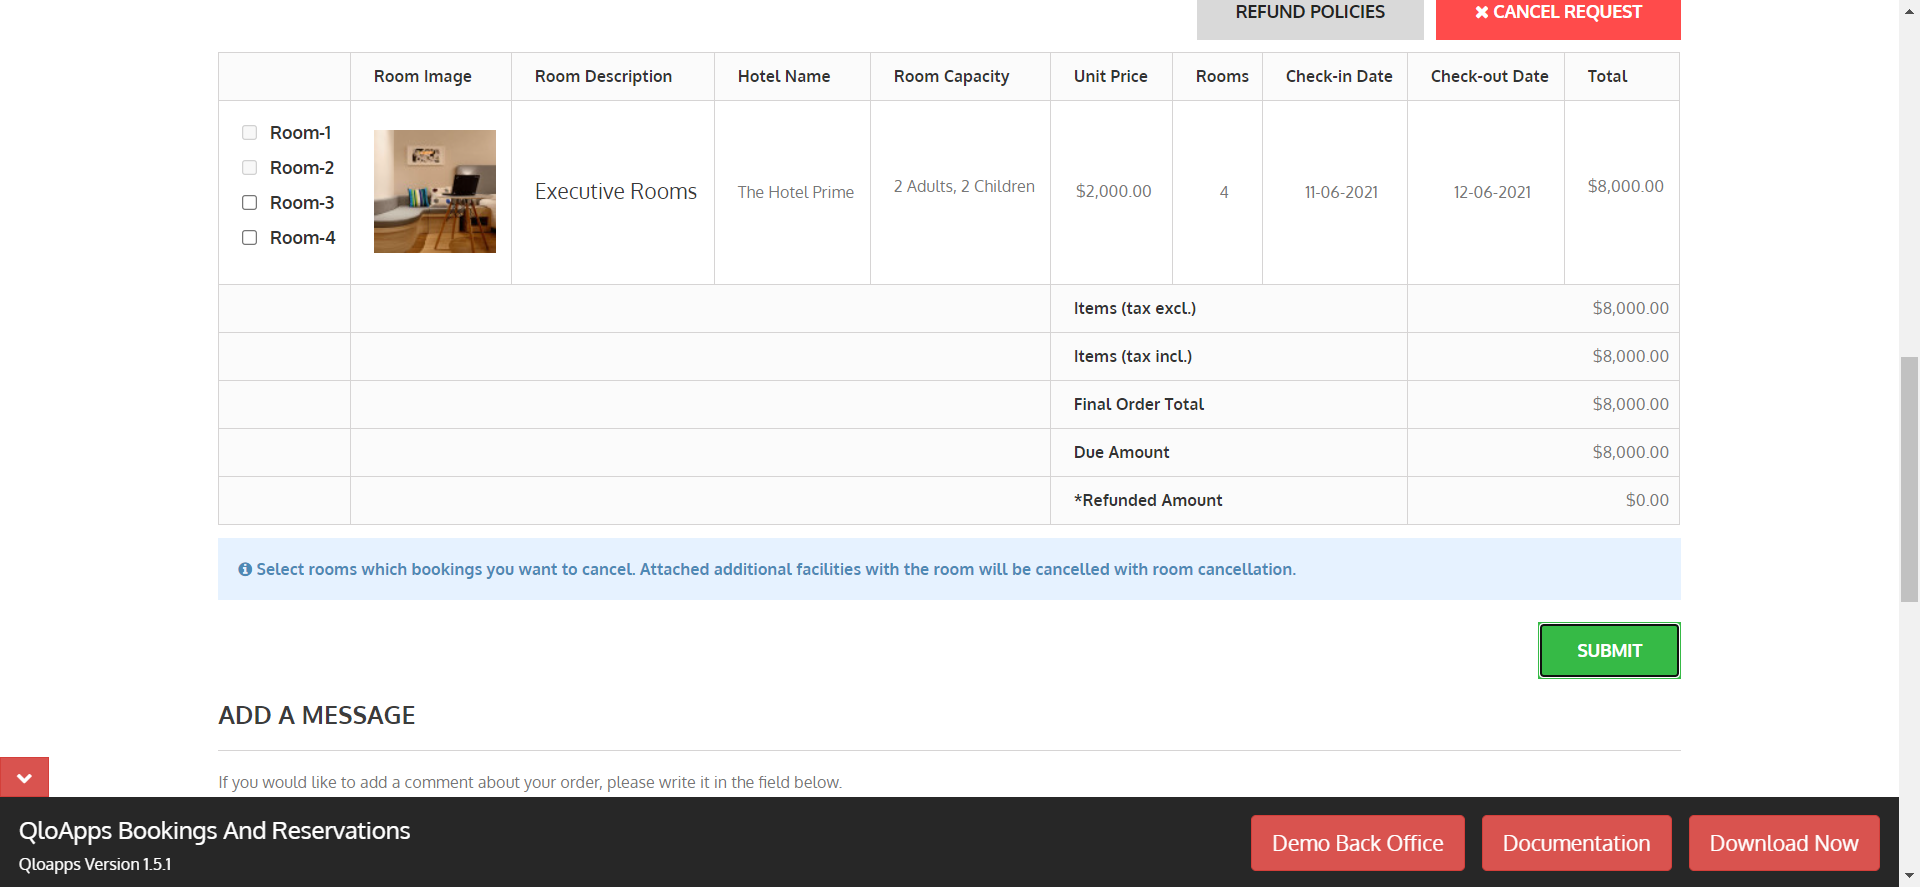 REFUND POLICIES
CANCEL REQUEST
Room Image Room Description Hotel Name Room Capacity Unit Price Rooms Check-in Date Check-out Date Total
Room-1
Room-2
Room-3
Room-4
Executive Rooms The Hotel Prime 2 Adults, 2 Children $2,000.00 4 11-06-2021 12-06-2021 $8,000.00
Items (tax excl.) $8,000.00
Items (tax incl.) $8,000.00
Final Order Total $8,000.00
Due Amount $8,000.00
*Refunded Amount $0.00
Select rooms which bookings you want to cancel. Attached additional facilities with the room will be cancelled with room cancellation.
SUBMIT
ADD A MESSAGE
If you would like to add a comment about your order, please write it in the field below.
QloApps Bookings And Reservations
Qloapps Version 1.5.1
Demo Back Office
Documentation
Download Now